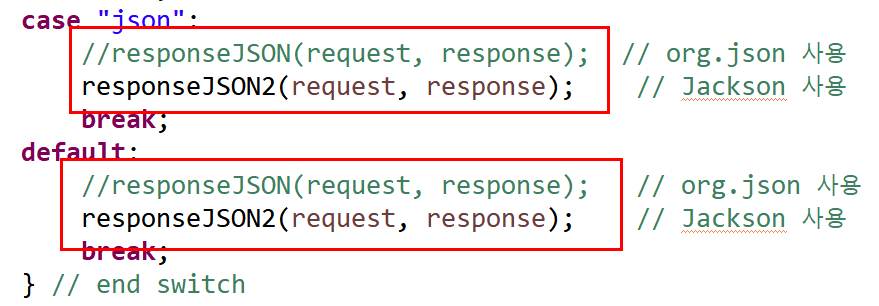 case "json":
//responseJSON(request, response);  // org.json 사용
responseJSON2(request, response);    // Jackson 사용
break;
default:
//responseJSON(request, response);   // org.json 사용
responseJSON2(request, response);    // Jackson 사용
break;
} // end switch